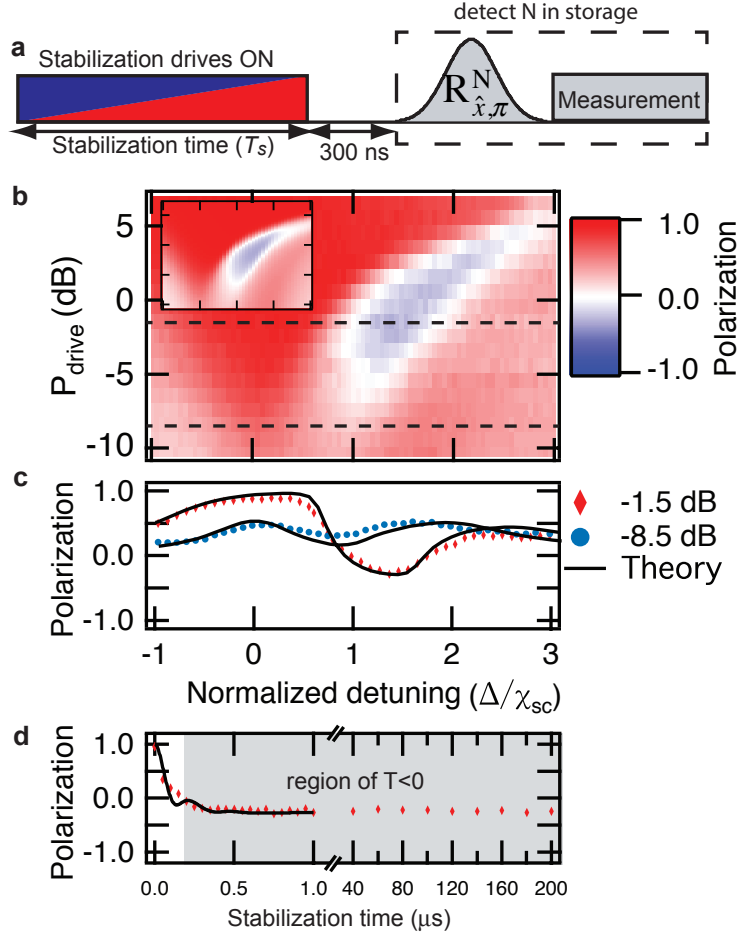 detect N in storage
a
Stabilization drives ON
R^N_x̂,π
Measurement
Stabilization time (T_s)
300 ns
b
5
0
-5
-10
P_drive (dB)
1.0
0.0
-1.0
Polarization
c
1.0
0.0
-1.0
Polarization
-1.5 dB
-8.5 dB
Theory
-1 0 1 2 3
Normalized detuning (Δ/χ_sc)
d
1.0
0.0
-1.0
Polarization
region of T<0
0.0 0.5 1.0 40 80 120 160 200
Stabilization time (μs)